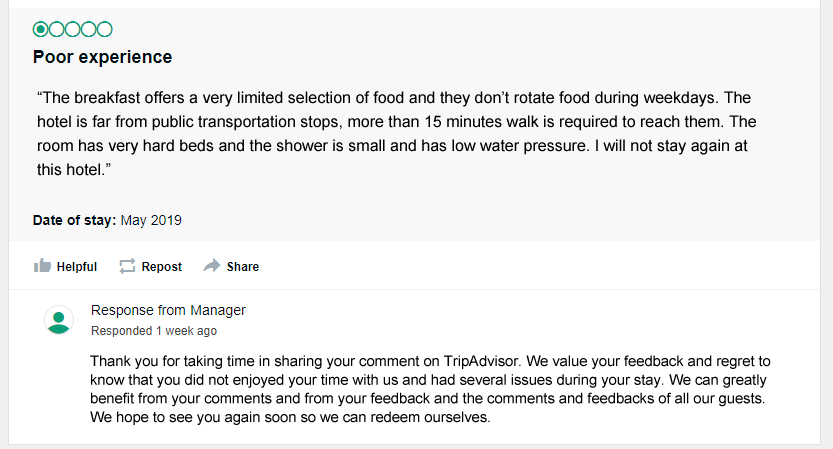 Poor experience
“The breakfast offers a very limited selection of food and they don’t rotate food during weekdays. The
hotel is far from public transportation stops, more than 15 minutes walk is required to reach them. The
room has very hard beds and the shower is small and has low water pressure. I will not stay again at
this hotel.”
Date of stay: May 2019
Helpful Repost Share
Response from Manager
Responded 1 week ago
Thank you for taking time in sharing your comment on TripAdvisor. We value your feedback and regret to
know that you did not enjoyed your time with us and had several issues during your stay. We can greatly
benefit from your comments and from your feedback and the comments and feedbacks of all our guests.
We hope to see you again soon so we can redeem ourselves.